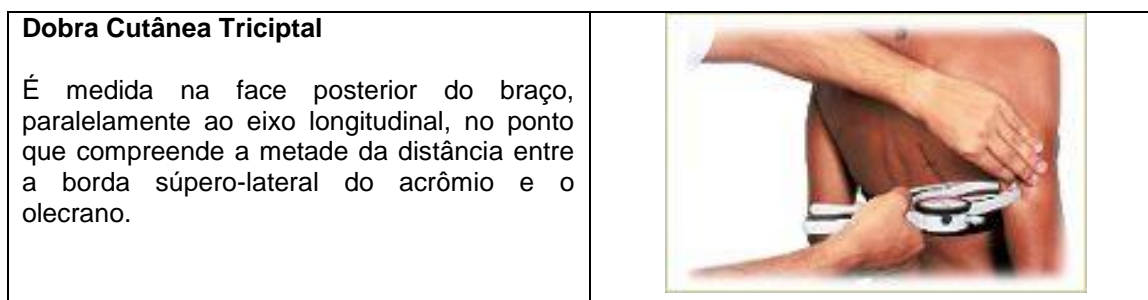 Dobra Cutânea Triciptal
É medida na face posterior do braço,
paralelamente ao eixo longitudinal, no ponto
que compreende a metade da distância entre
a borda súpero-lateral do acrômio e o
olecrano.